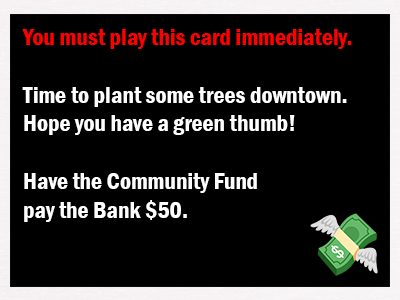 You must play this card immediately.
Time to plant some trees downtown.
Hope you have a green thumb!
Have the Community Fund
pay the Bank $50.
$